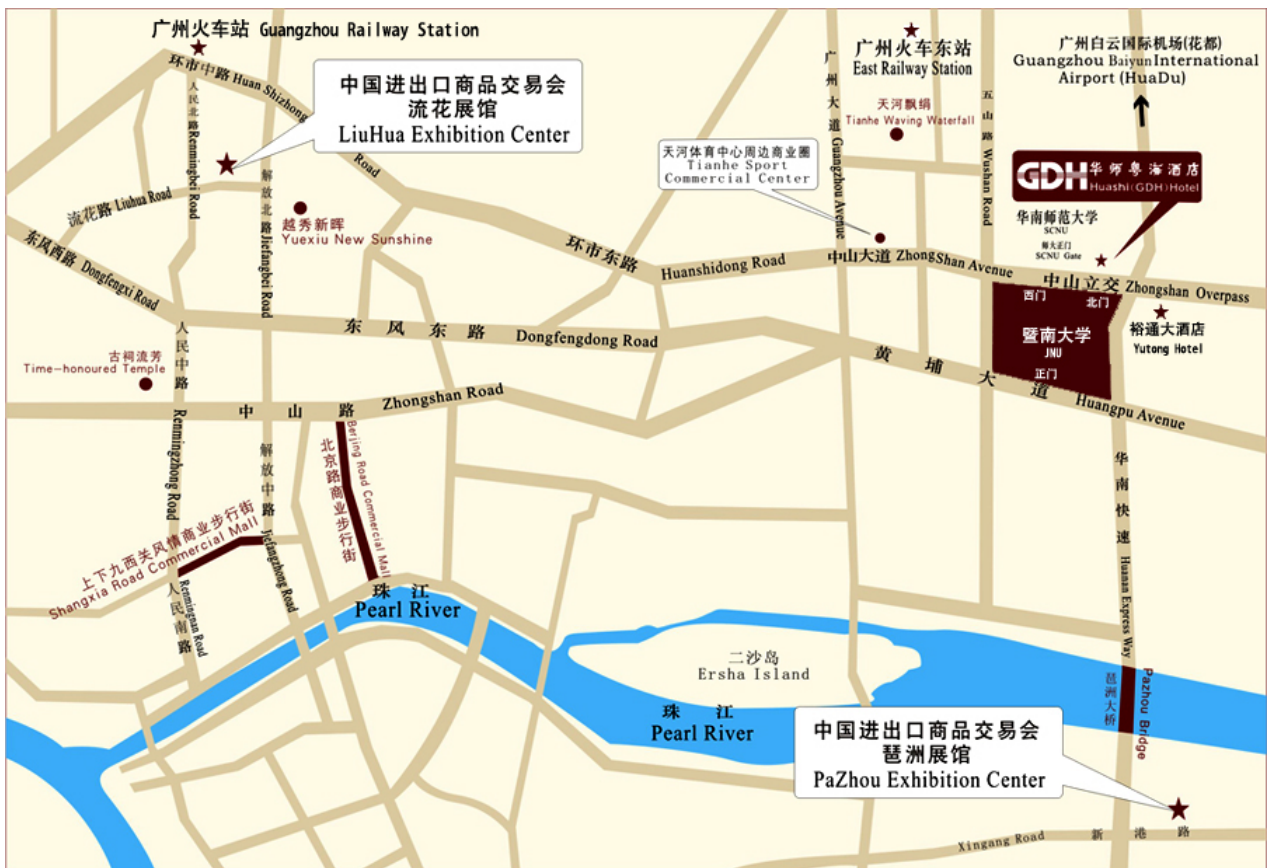 广州火车站 Guangzhou Railway Station
环市中路 Huan Shizhong Road
人民北路 Renmingbei Road
中国进出口商品交易会
流花展馆
LiuHua Exhibition Center
解放北路 Jiefangbei Road
流花路 Liuhua Road
越秀新晖
Yuexiu New Sunshine
东风西路 Dongfengxi Road
广州大道 Guangzhou Avenue
广州火车东站
East Railway Station
天河飘绢
Tianhe Waving Waterfall
天河体育中心周边商业圈
Tianhe Sport
Commercial Center
五山路 Wushan Road
广州白云国际机场(花都)
Guangzhou Baiyun International
Airport (HuaDu)
GDH 华师粤海酒店
Huashi(GDH)Hotel
华南师范大学
SCNU
师大正门
SCNU Gate
环市东路 Huanshidong Road
中山大道 ZhongShan Avenue
中山立交 Zhongshan Overpass
西门
北门
暨南大学
JNU
正门
裕通大酒店
Yutong Hotel
东风东路 Dongfengdong Road
黄埔大道 Huangpu Avenue
古祠流芳
Time-honoured Temple
人民中路 Renmingzhong Road
中山路 Zhongshan Road
解放中路 Jiefangzhong Road
北京路商业步行街
Berjing Road Commercial Mall
上下九西关风情商业步行街
Shangxia Road Commercial Mall
人民南路 Renmingnan Road
华南快速 Huanan Express Way
珠江
Pearl River
二沙岛
Ersha Island
珠江
Pearl River
琶洲大桥
Pazhou Bridge
中国进出口商品交易会
琶洲展馆
PaZhou Exhibition Center
Xingang Road 新港路